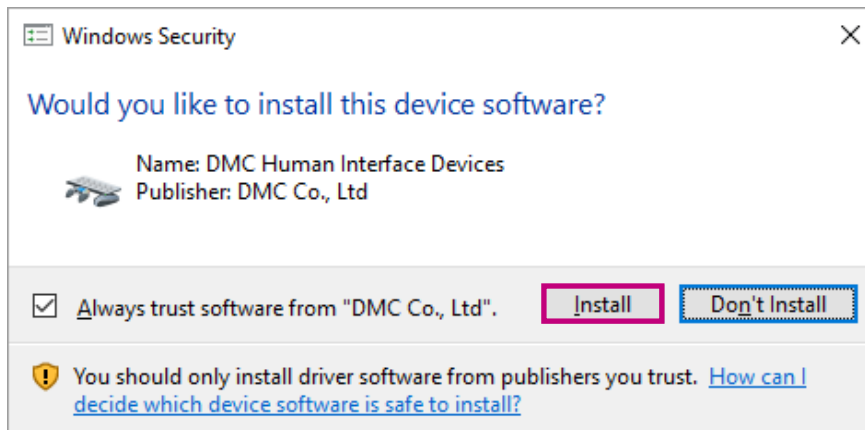 Windows Security
Would you like to install this device software?
Name: DMC Human Interface Devices
Publisher: DMC Co., Ltd
Always trust software from "DMC Co., Ltd".
Install
Don't Install
You should only install driver software from publishers you trust. How can I
decide which device software is safe to install?